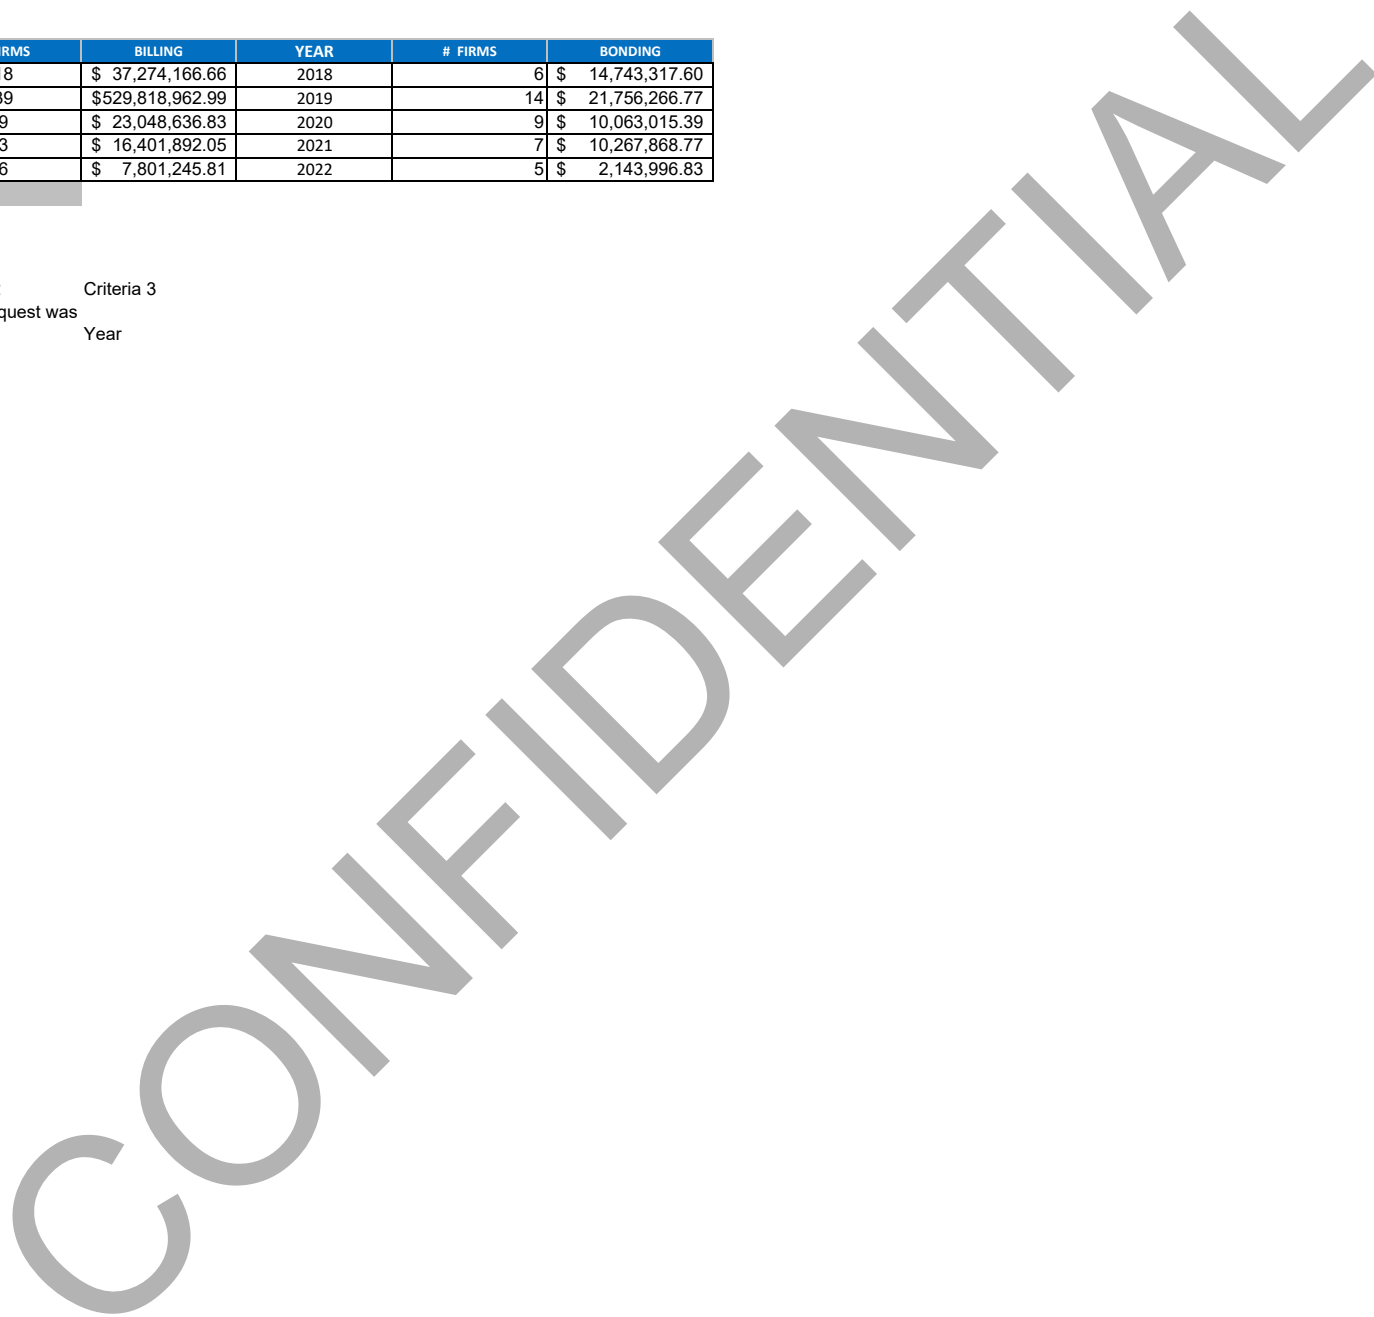 IRMS BILLING YEAR # FIRMS BONDING
18 $ 37,274,166.66 2018 6 $ 14,743,317.60
39 $529,818,962.99 2019 14 $ 21,756,266.77
9 $ 23,048,636.83 2020 9 $ 10,063,015.39
3 $ 16,401,892.05 2021 7 $ 10,267,868.77
6 $ 7,801,245.81 2022 5 $ 2,143,996.83
Criteria 3
quest was
Year
CONFIDENTIAL